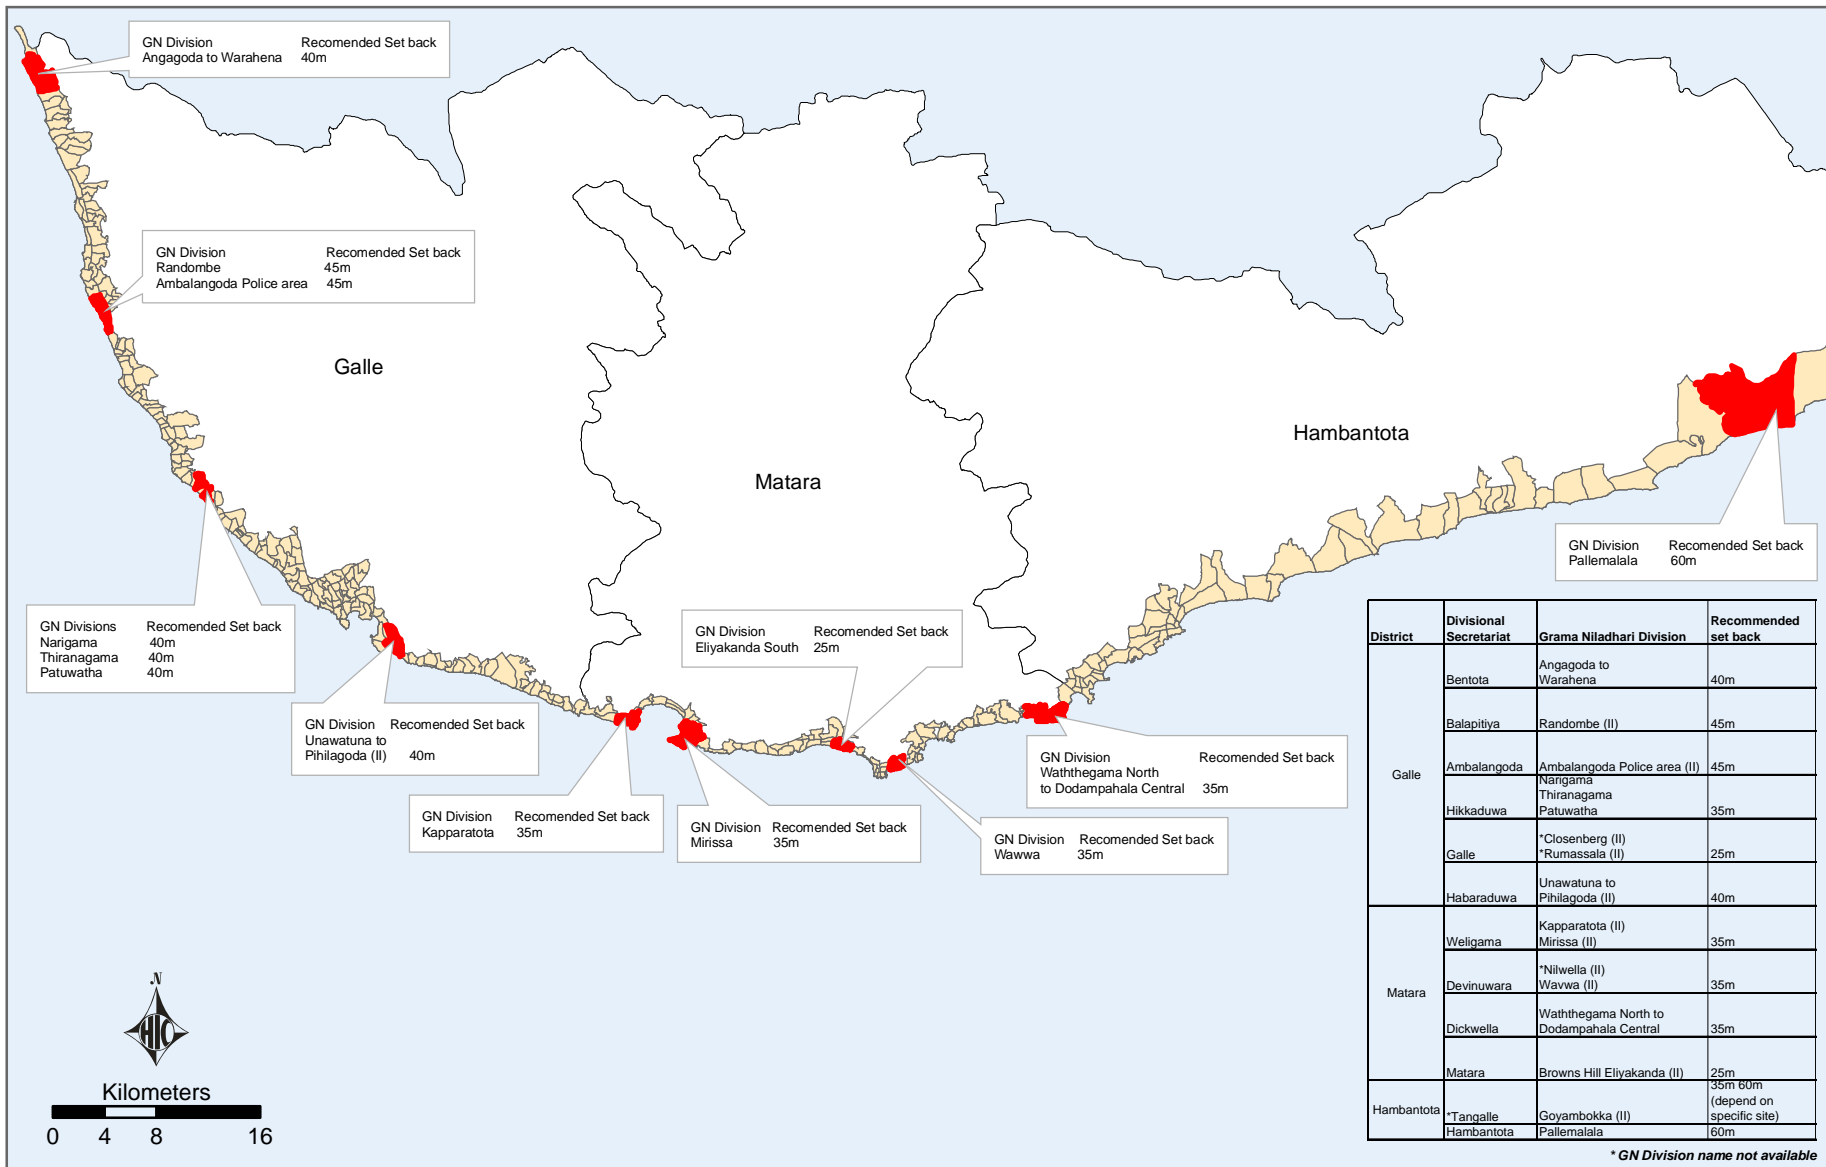 GN Division Recomended Set back
Angagoda to Warahena 40m
GN Division Recomended Set back
Randombe 45m
Ambalangoda Police area 45m
Galle
Matara
Hambantota
GN Division Recomended Set back
Pallemalala 60m
GN Divisions Recomended Set back
Narigama 40m
Thiranagama 40m
Patuwatha 40m
GN Division Recomended Set back
Eliyakanda South 25m
GN Division Recomended Set back
Unawatuna to
Pihilagoda (II) 40m
GN Division Recomended Set back
Waththegama North
to Dodampahala Central 35m
GN Division Recomended Set back
Kapparatota 35m
GN Division Recomended Set back
Mirissa 35m
GN Division Recomended Set back
Wawwa 35m
District Divisional Secretariat Grama Niladhari Division Recommended set back
Galle
Bentota Angagoda to Warahena 40m
Balapitiya Randombe (II) 45m
Ambalangoda Ambalangoda Police area (II) 45m
Hikkaduwa Narigama Thiranagama Patuwatha 35m
Galle *Closenberg (II) *Rumassala (II) 25m
Habaraduwa Unawatuna to Pihilagoda (II) 40m
Matara
Weligama Kapparatota (II) Mirissa (II) 35m
Devinuwara *Nilwella (II) Wavwa (II) 35m
Dickwella Waththegama North to Dodampahala Central 35m
Matara Browns Hill Eliyakanda (II) 25m
Hambantota
*Tangalle Goyambokka (II) 35m 60m (depend on specific site)
Hambantota Pallemalala 60m
* GN Division name not available
N
HIC
Kilometers
0 4 8 16